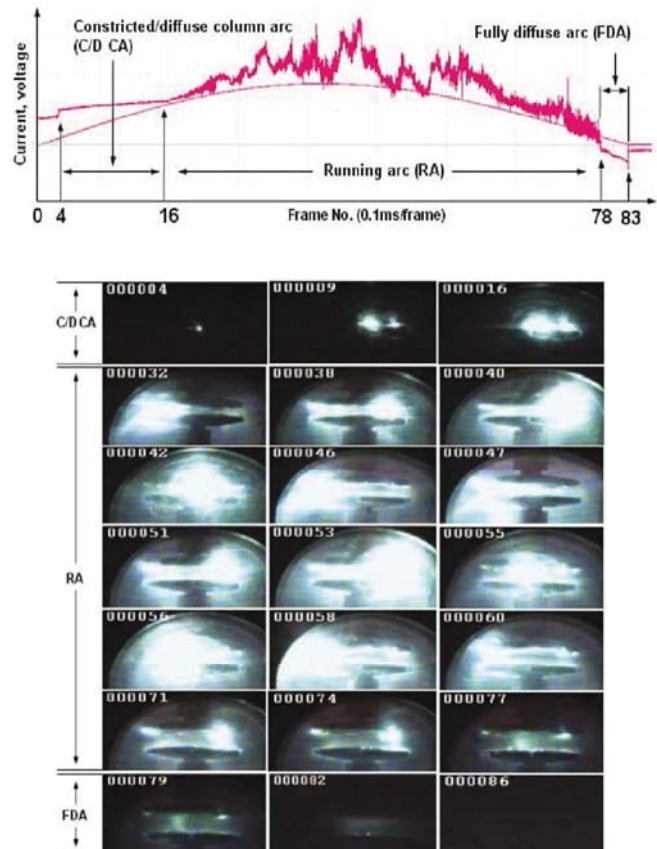 Constricted/diffuse column arc
(C/D CA)
Fully diffuse arc (FDA)
Current, voltage
Running arc (RA)
0 4 16 Frame No. (0.1ms/frame) 78 83
C/D CA
000004 000009 000016
RA
000032 000038 000040
000042 000046 000047
000051 000053 000055
000056 000058 000060
000071 000074 000077
FDA
000079 000082 000086